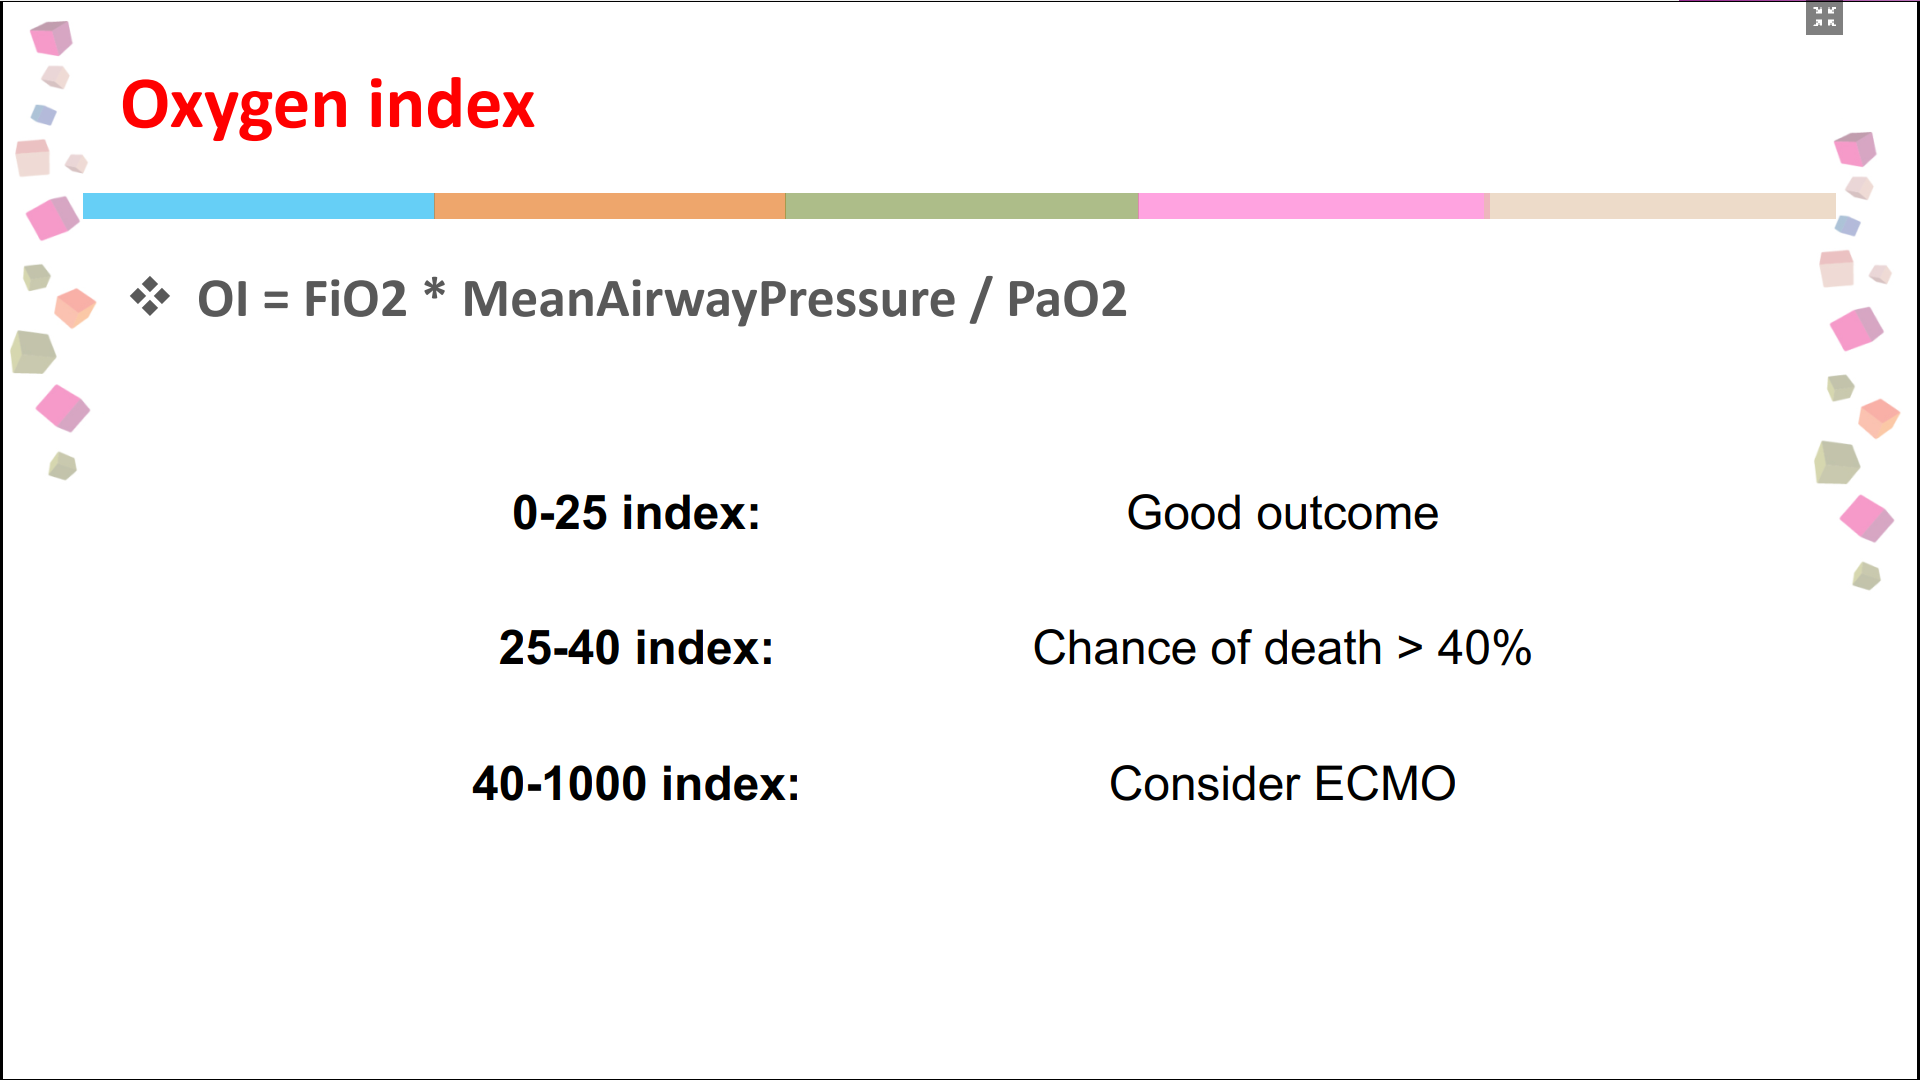 Oxygen index
❖ OI = FiO2 * MeanAirwayPressure / PaO2
0-25 index: Good outcome
25-40 index: Chance of death > 40%
40-1000 index: Consider ECMO